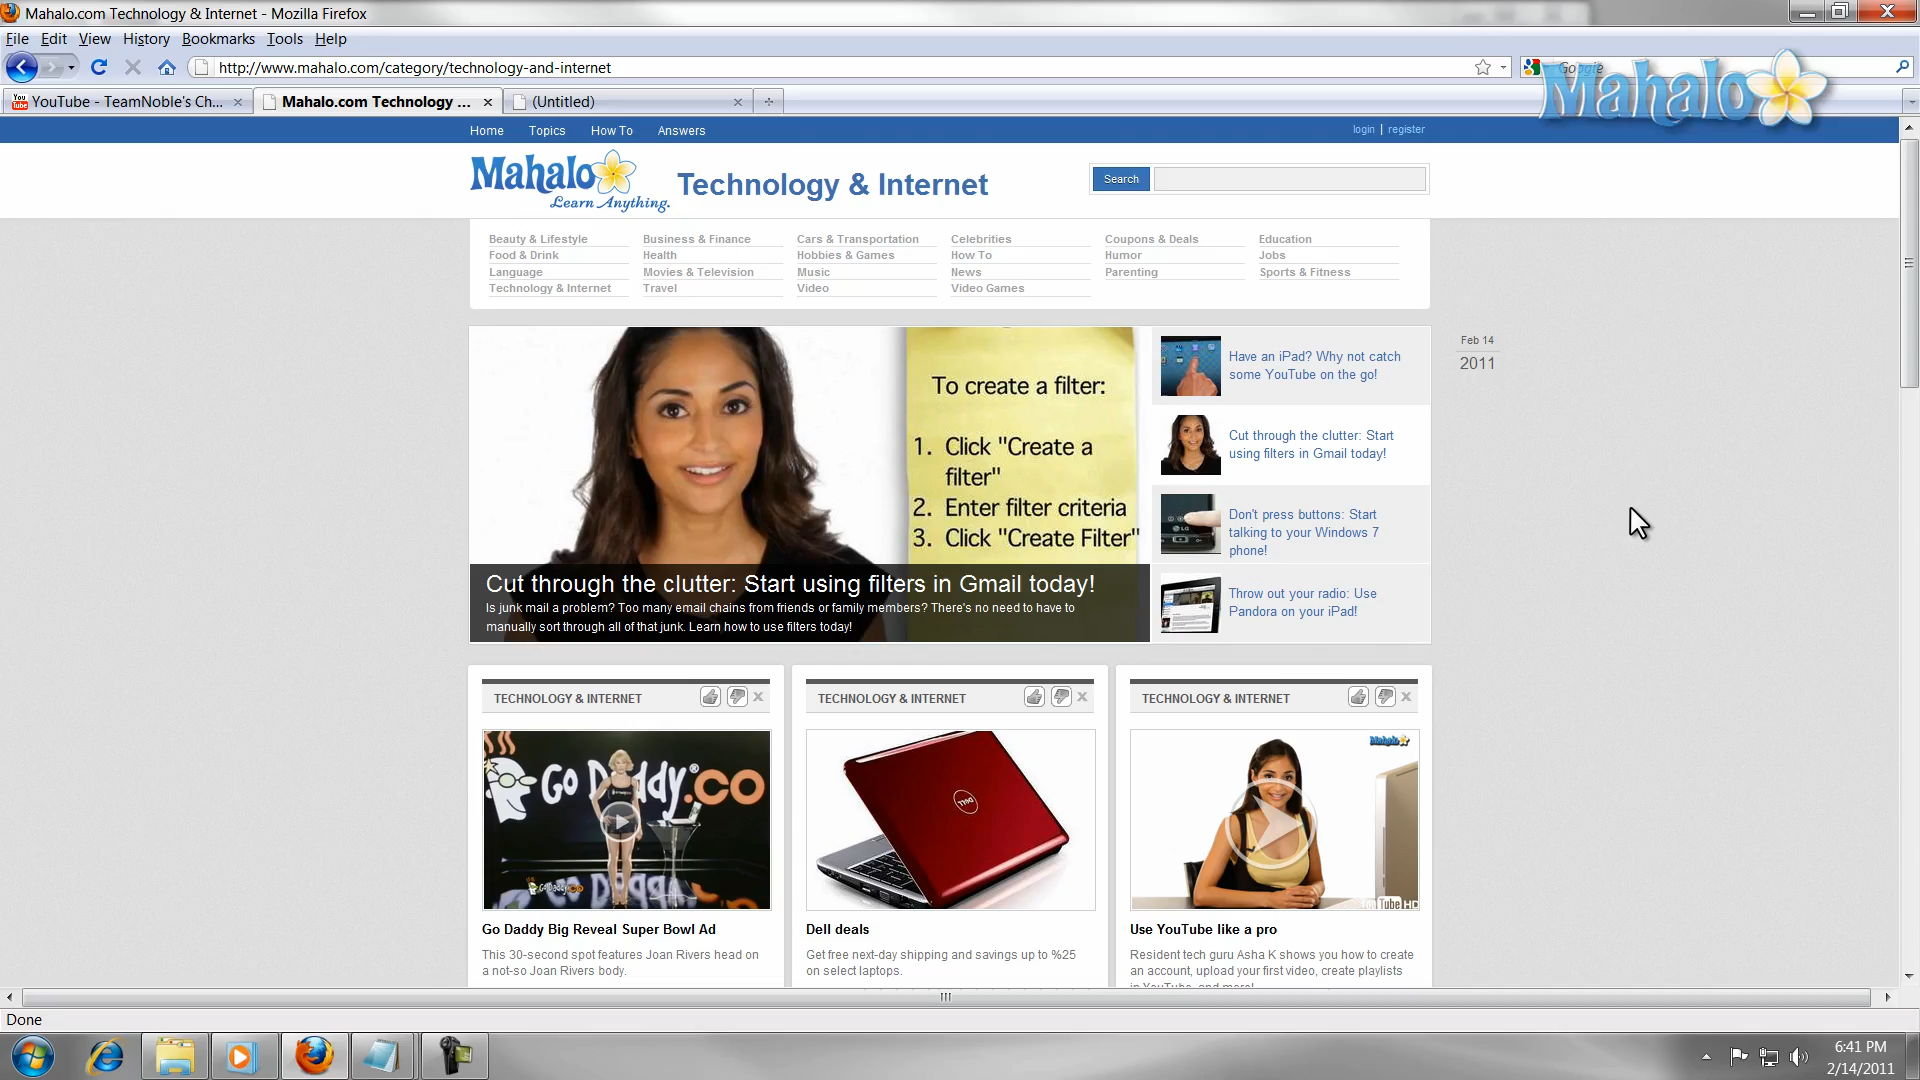 Mahalo.com Technology & Internet - Mozilla Firefox
File Edit View History Bookmarks Tools Help
http://www.mahalo.com/category/technology-and-internet
Google
Mahalo
YouTube - TeamNoble's Ch...
Mahalo.com Technology ...
(Untitled)
Home Topics How To Answers
login | register
Mahalo
Learn Anything.
Technology & Internet
Search
Beauty & Lifestyle Business & Finance Cars & Transportation Celebrities Coupons & Deals Education
Food & Drink Health Hobbies & Games How To Humor Jobs
Language Movies & Television Music News Parenting Sports & Fitness
Technology & Internet Travel Video Video Games
To create a filter:
1. Click "Create a
filter"
2. Enter filter criteria
3. Click "Create Filter"
Cut through the clutter: Start using filters in Gmail today!
Is junk mail a problem? Too many email chains from friends or family members? There's no need to have to
manually sort through all of that junk. Learn how to use filters today!
Have an iPad? Why not catch
some YouTube on the go!
Cut through the clutter: Start
using filters in Gmail today!
Don't press buttons: Start
talking to your Windows 7
phone!
Throw out your radio: Use
Pandora on your iPad!
Feb 14
2011
TECHNOLOGY & INTERNET
Go Daddy®.CO
Go Daddy Big Reveal Super Bowl Ad
This 30-second spot features Joan Rivers head on
a not-so Joan Rivers body.
TECHNOLOGY & INTERNET
DELL
Dell deals
Get free next-day shipping and savings up to %25
on select laptops.
TECHNOLOGY & INTERNET
Mahalo
YouTube HD
Use YouTube like a pro
Resident tech guru Asha K shows you how to create
an account, upload your first video, create playlists
in YouTube, and more!
Done
6:41 PM
2/14/2011